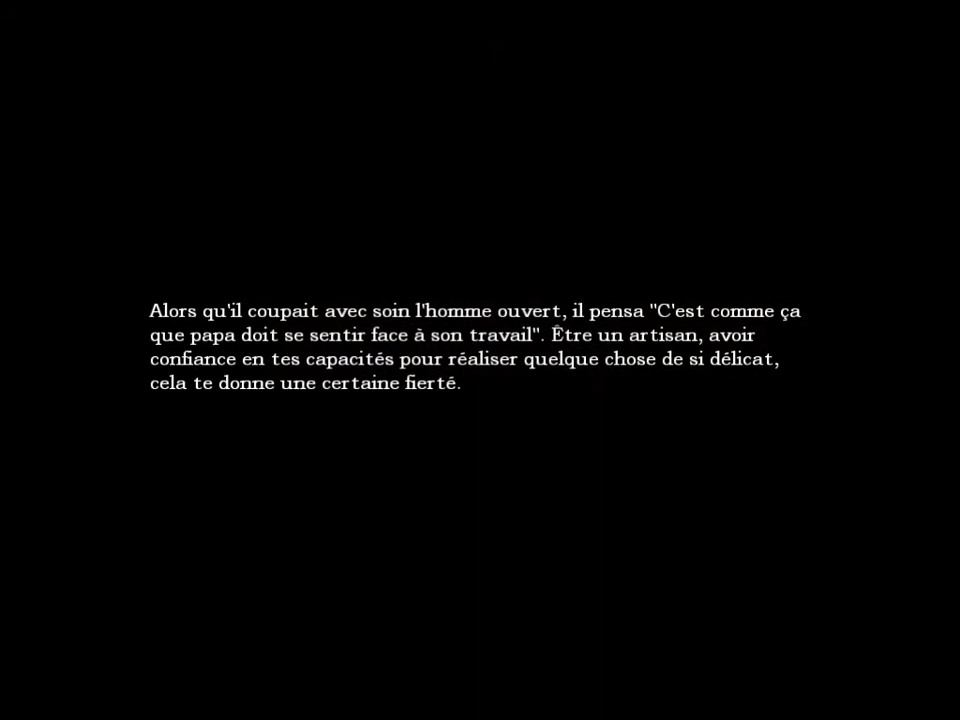 Alors qu'il coupait avec soin l'homme ouvert, il pensa "C'est comme ça
que papa doit se sentir face à son travail". Être un artisan, avoir
confiance en tes capacités pour réaliser quelque chose de si délicat,
cela te donne une certaine fierté.